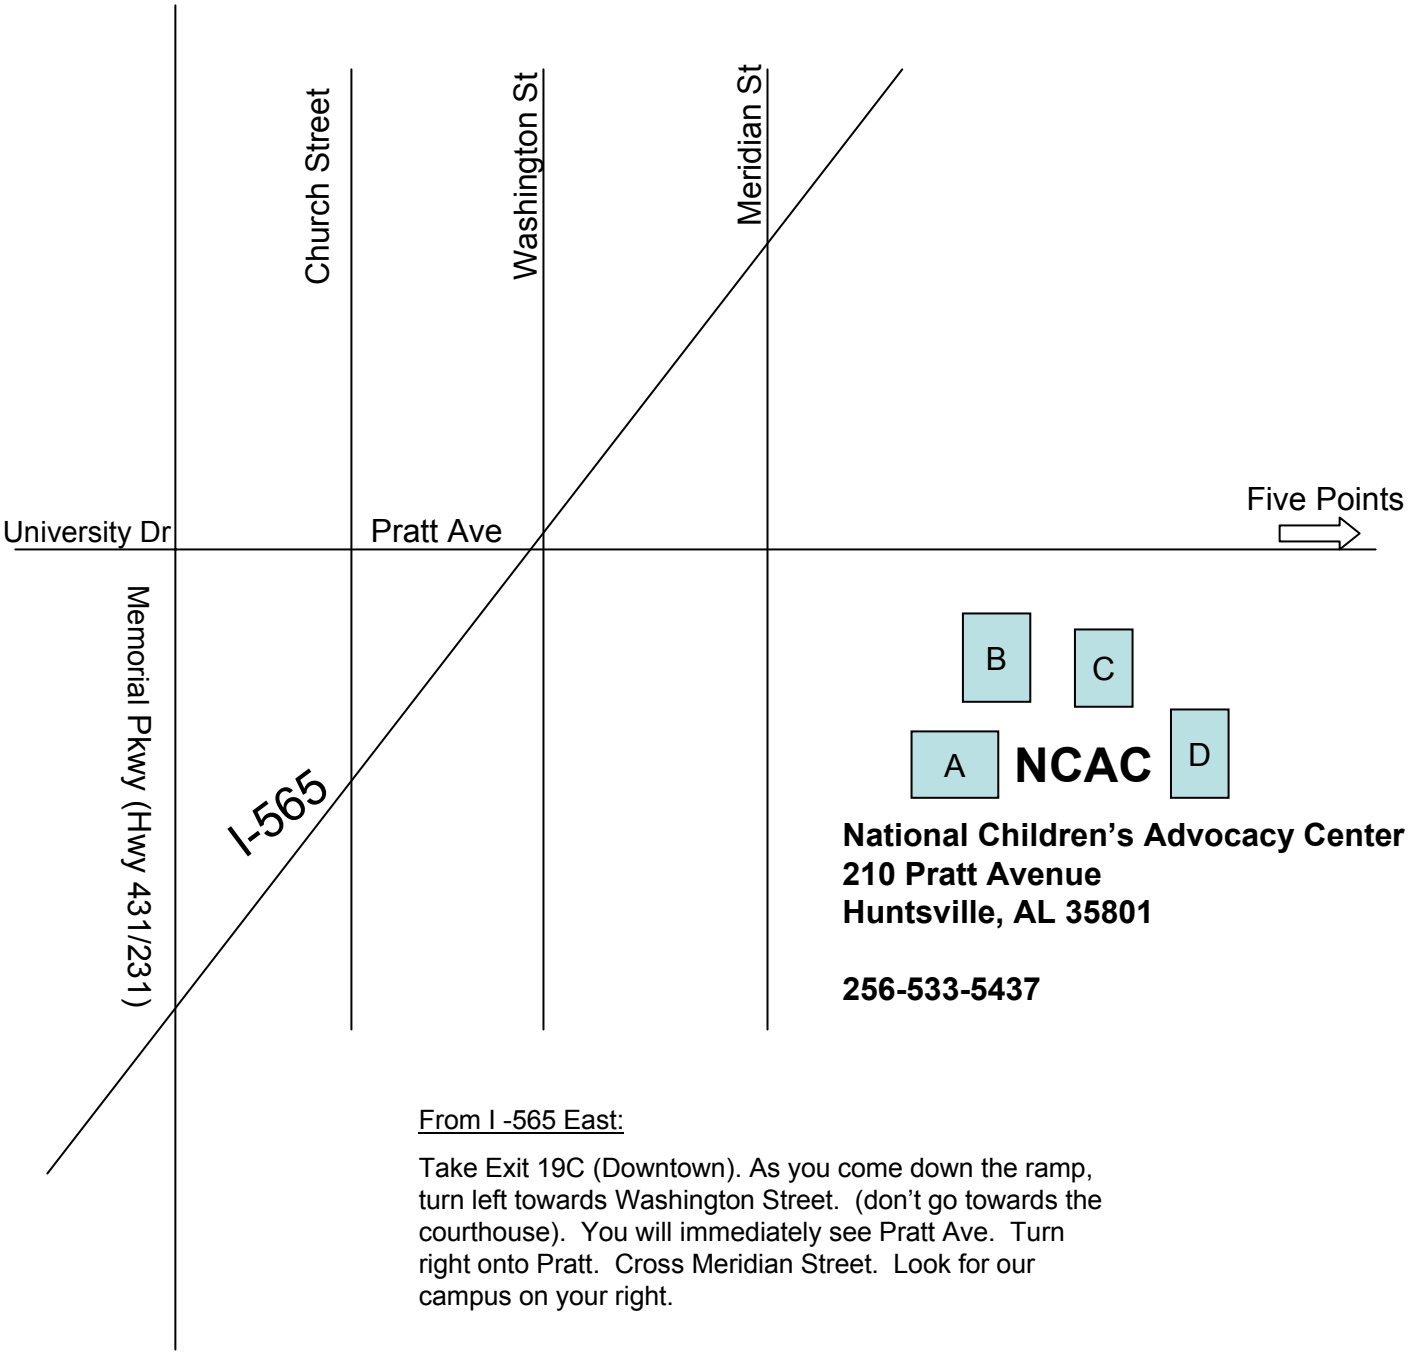 Church Street
Washington St
Meridian St
Five Points
University Dr
Pratt Ave
Memorial Pkwy (Hwy 431/231)
I-565
B
C
A
NCAC
D
National Children’s Advocacy Center
210 Pratt Avenue
Huntsville, AL 35801
256-533-5437
From I -565 East:
Take Exit 19C (Downtown). As you come down the ramp,
turn left towards Washington Street.  (don’t go towards the
courthouse).  You will immediately see Pratt Ave.  Turn
right onto Pratt.  Cross Meridian Street.  Look for our
campus on your right.